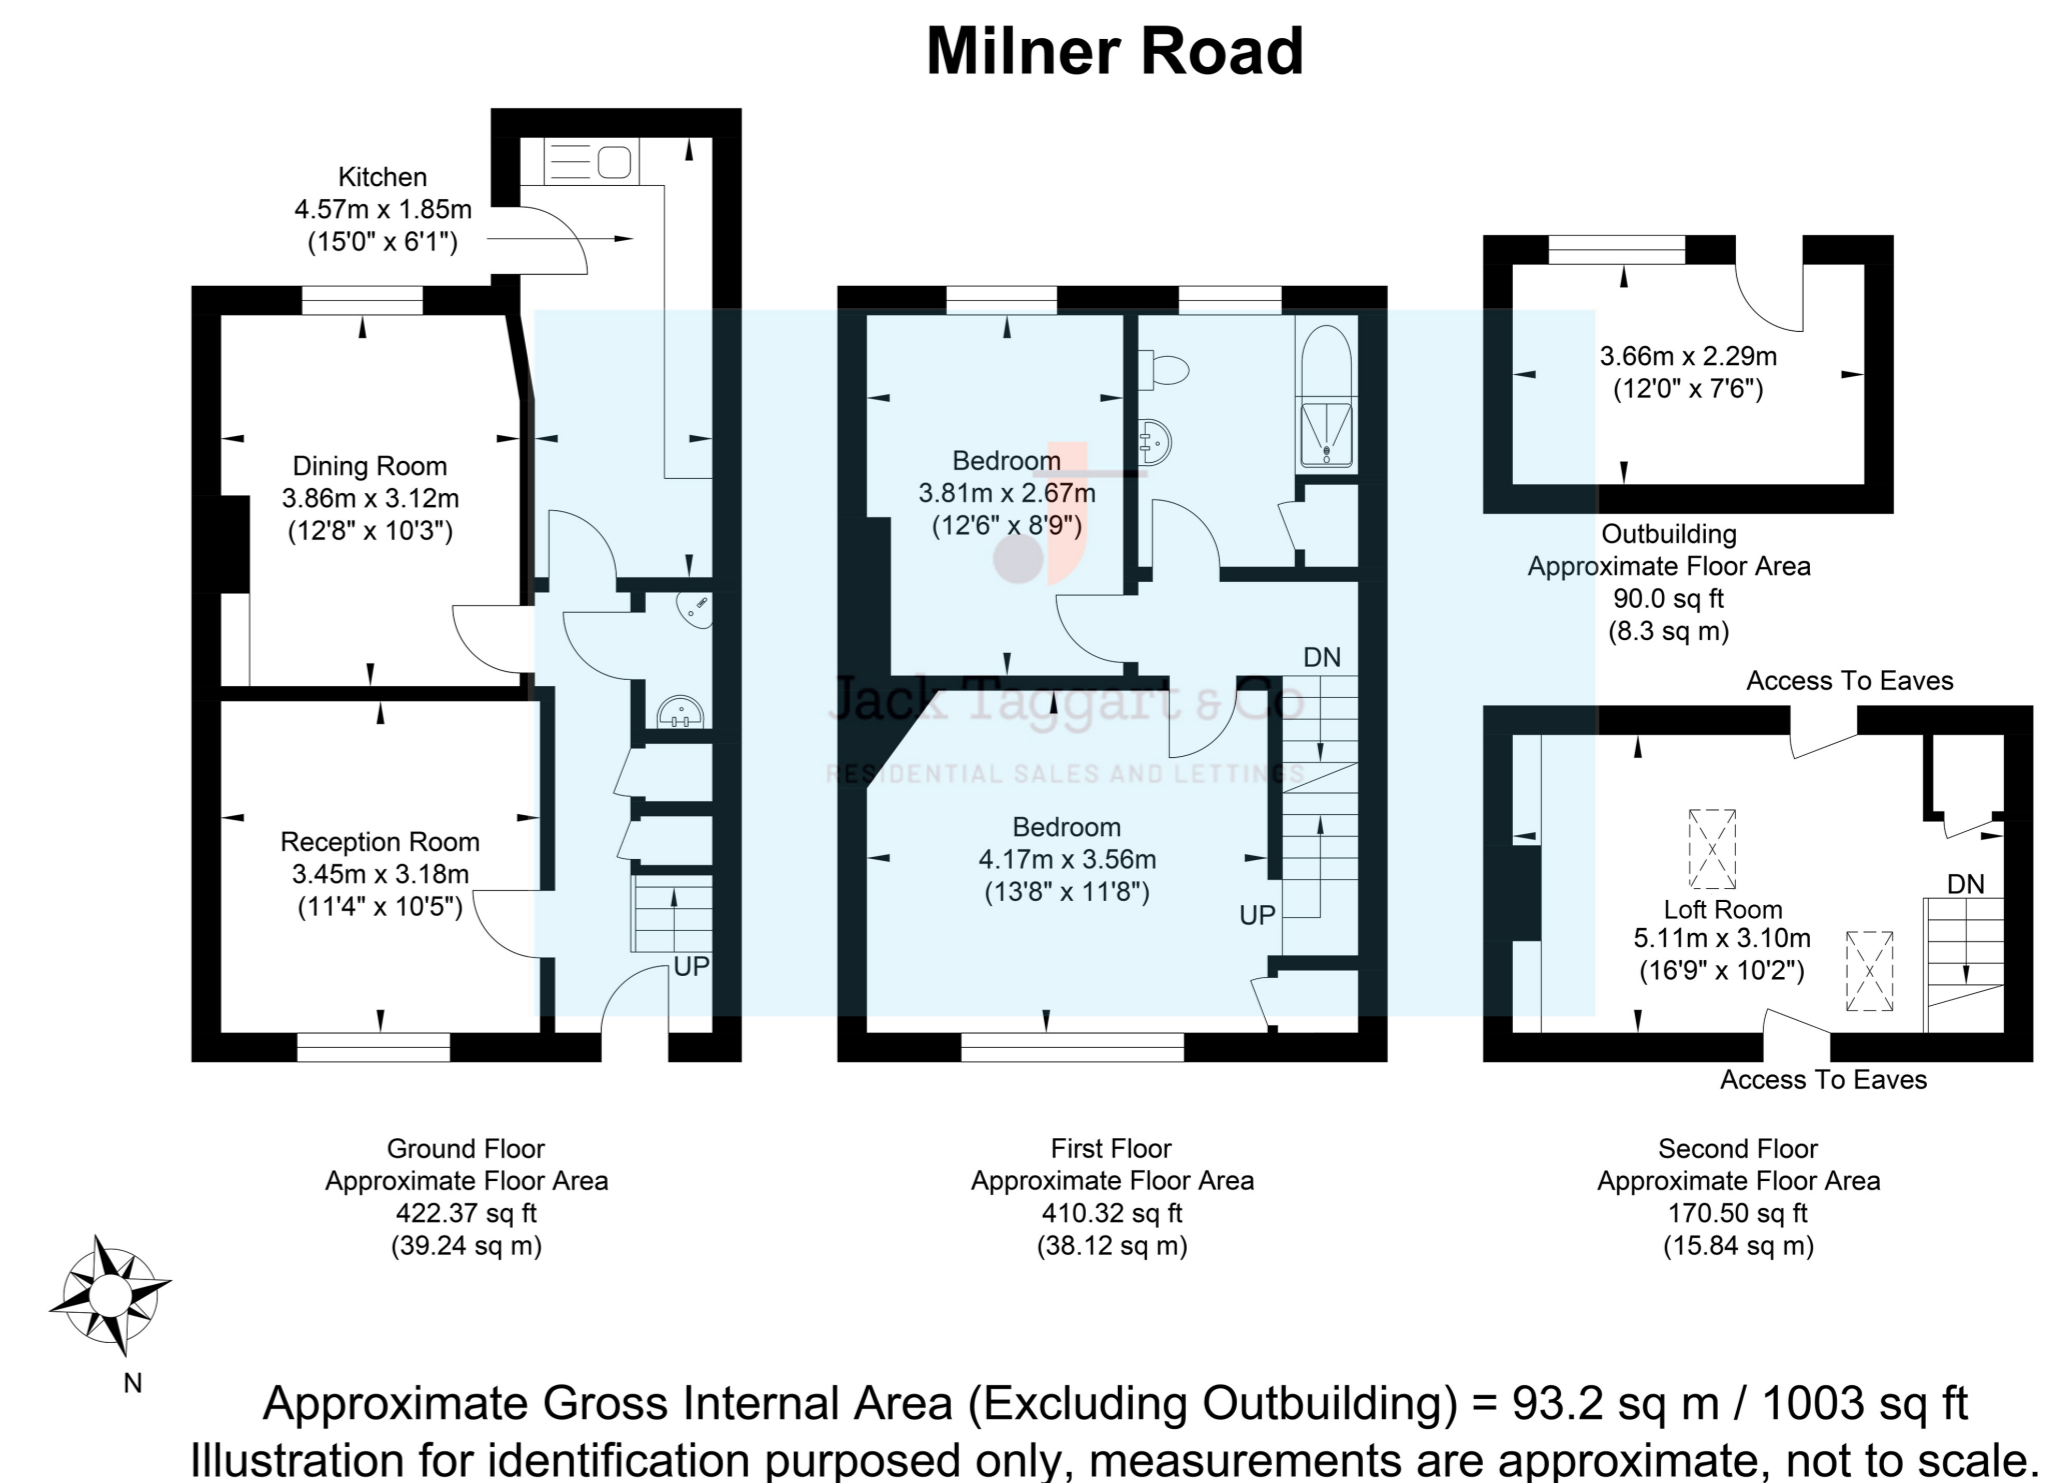 Milner Road
Kitchen
4.57m x 1.85m
(15'0" x 6'1")
Dining Room
3.86m x 3.12m
(12'8" x 10'3")
Reception Room
3.45m x 3.18m
(11'4" x 10'5")
UP
Ground Floor
Approximate Floor Area
422.37 sq ft
(39.24 sq m)
Bedroom
3.81m x 2.67m
(12'6" x 8'9")
DN
Jack Taggart & Co
RESIDENTIAL SALES AND LETTINGS
Bedroom
4.17m x 3.56m
(13'8" x 11'8")
UP
First Floor
Approximate Floor Area
410.32 sq ft
(38.12 sq m)
3.66m x 2.29m
(12'0" x 7'6")
Outbuilding
Approximate Floor Area
90.0 sq ft
(8.3 sq m)
Access To Eaves
DN
Loft Room
5.11m x 3.10m
(16'9" x 10'2")
Access To Eaves
Second Floor
Approximate Floor Area
170.50 sq ft
(15.84 sq m)
N
Approximate Gross Internal Area (Excluding Outbuilding) = 93.2 sq m / 1003 sq ft
Illustration for identification purposed only, measurements are approximate, not to scale.